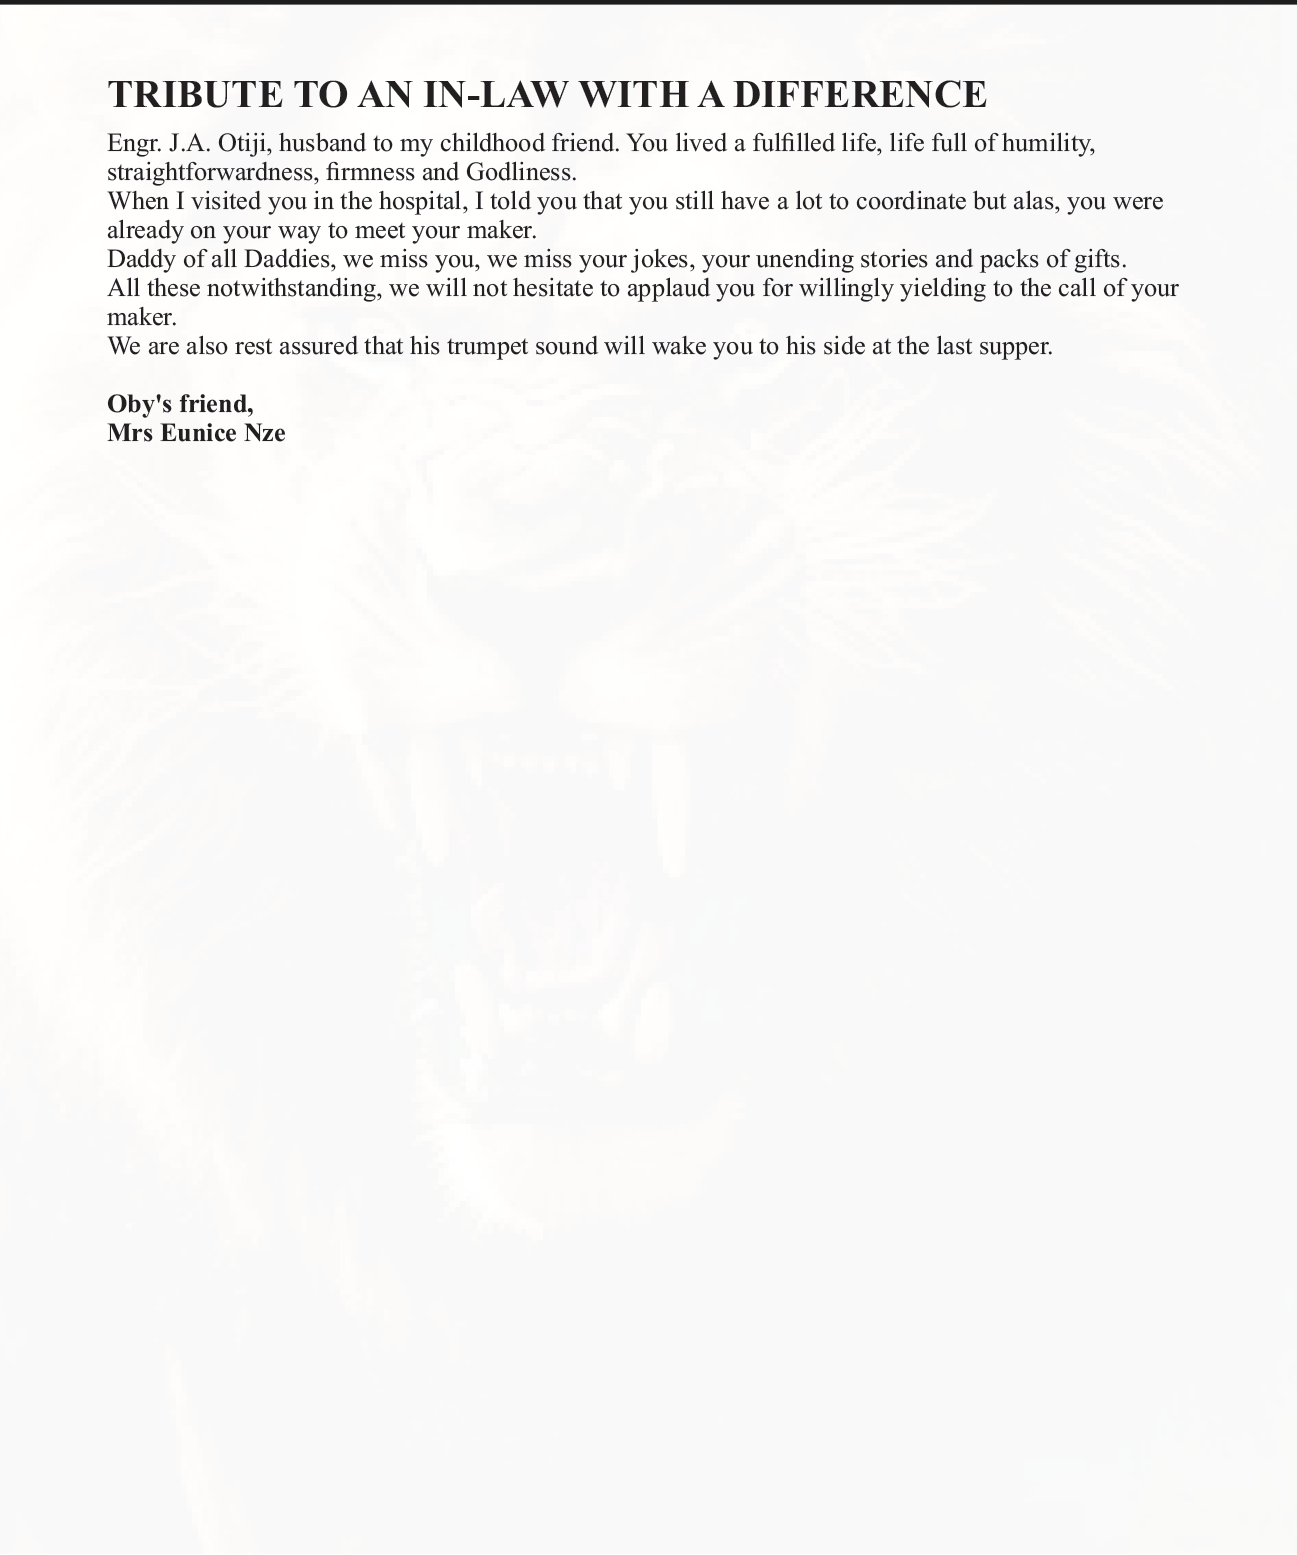 TRIBUTE TO AN IN-LAW WITH A DIFFERENCE
Engr. J.A. Otiji, husband to my childhood friend. You lived a fulfilled life, life full of humility,
straightforwardness, firmness and Godliness.
When I visited you in the hospital, I told you that you still have a lot to coordinate but alas, you were
already on your way to meet your maker.
Daddy of all Daddies, we miss you, we miss your jokes, your unending stories and packs of gifts.
All these notwithstanding, we will not hesitate to applaud you for willingly yielding to the call of your
maker.
We are also rest assured that his trumpet sound will wake you to his side at the last supper.
Oby's friend,
Mrs Eunice Nze